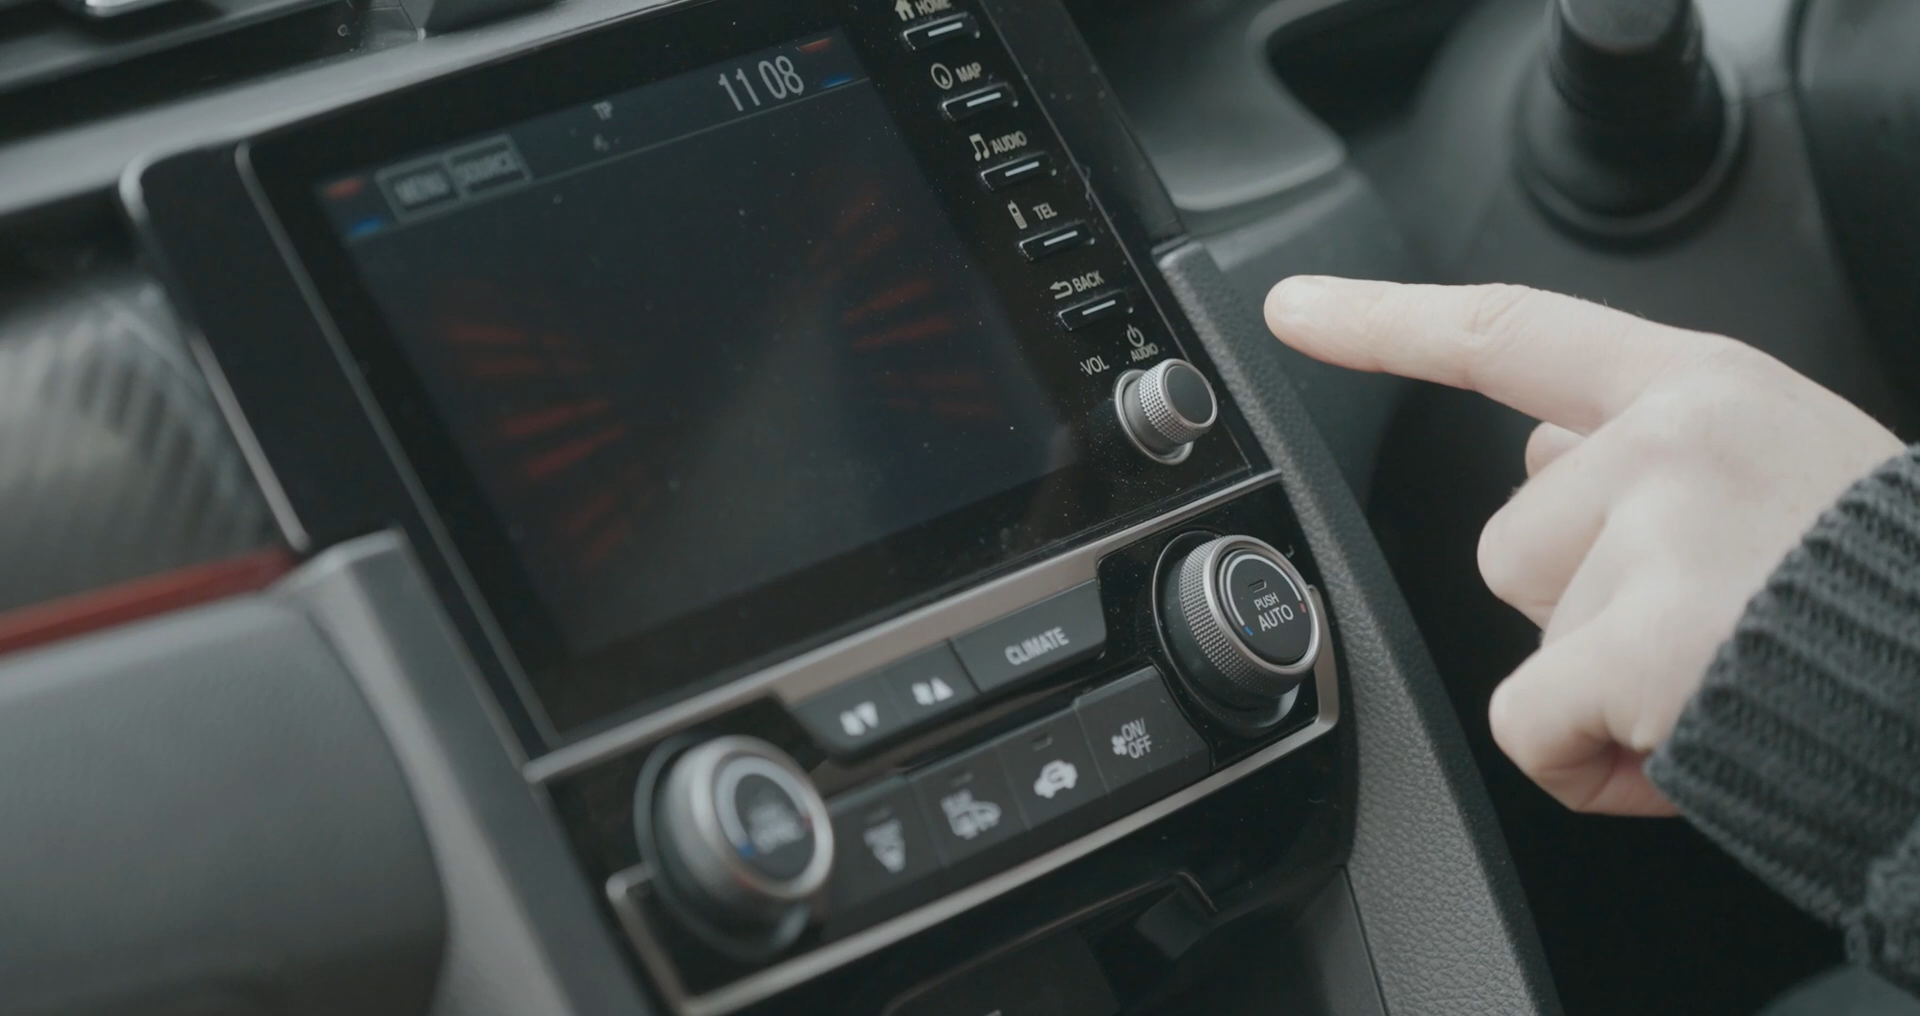 HOME
MAP
AUDIO
TEL
BACK
VOL
AUDIO
11 08
TP
MENU SOURCE
CLIMATE
PUSH
AUTO
ON/
OFF